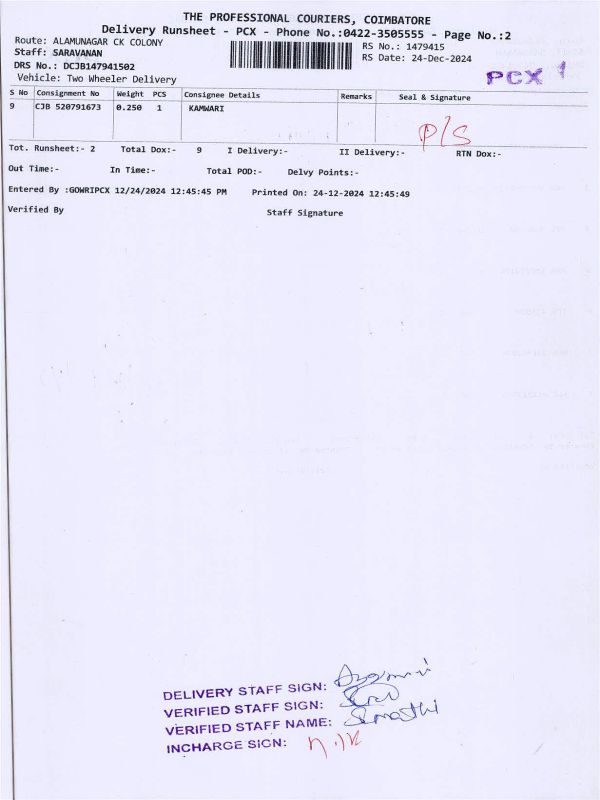 THE PROFESSIONAL COURIERS, COIMBATORE
Delivery Runsheet - PCX - Phone No.:0422-3505555 - Page No.:2
Route: ALAMUNAGAR CK COLONY
RS No.: 1479415
Staff: SARAVANAN
RS Date: 24-Dec-2024
DRS No.: DCJB147941502
PCX 1
Vehicle: Two Wheeler Delivery
S No Consignment No Weight PCS Consignee Details Remarks Seal & Signature
9 CJB 520791673 0.250 1 KAMWARI
P/S
Tot. Runsheet:- 2 Total Dox:- 9 I Delivery:- II Delivery:- RTN Dox:-
Out Time:- In Time:- Total POD:- Delvy Points:-
Entered By :GOWRIPCX 12/24/2024 12:45:45 PM Printed On: 24-12-2024 12:45:49
Verified By Staff Signature
DELIVERY STAFF SIGN:
VERIFIED STAFF SIGN:
VERIFIED STAFF NAME:
INCHARGE SIGN: